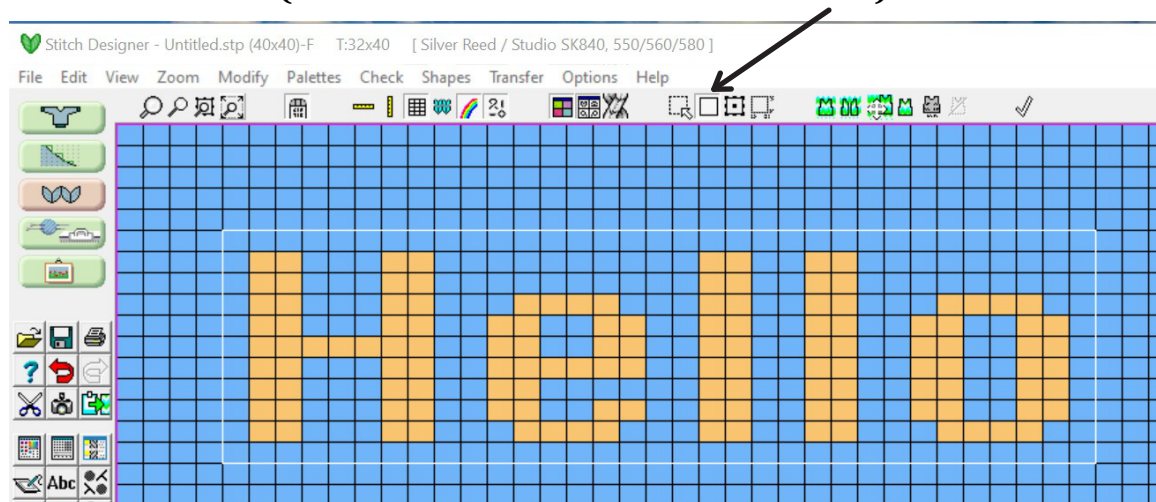 Stitch Designer - Untitled.stp (40x40)-F T:32x40 [ Silver Reed / Studio SK840, 550/560/580 ]
File Edit View Zoom Modify Palettes Check Shapes Transfer Options Help
Hello
Abc